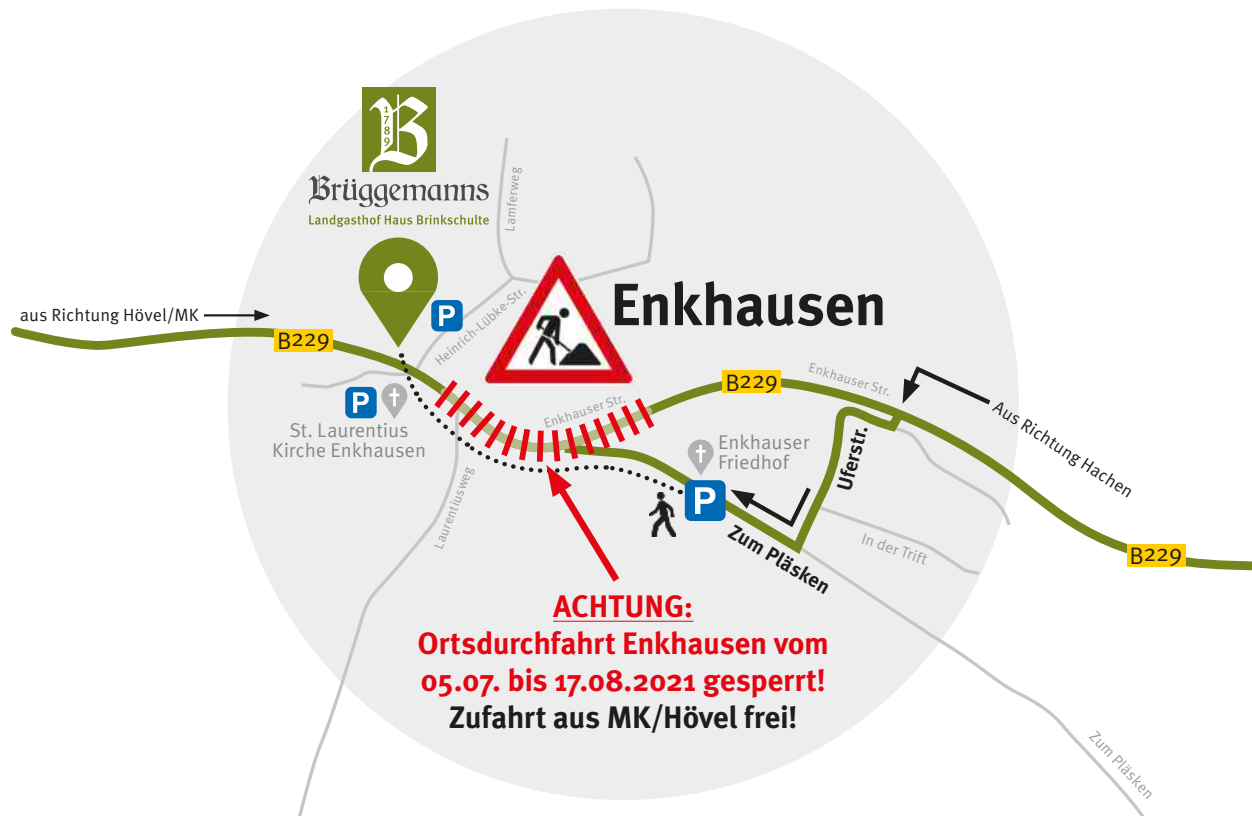 1789
B
Brüggemanns
Landgasthof Haus Brinkschulte
Lamferweg
aus Richtung Hövel/MK
B229
P
Heinrich-Lübke-Str.
Enkhausen
B229
Enkhauser Str.
Aus Richtung Hachen
P
St. Laurentius
Kirche Enkhausen
Enkhauser Str.
Laurentiusweg
Enkhauser
Friedhof
P
Uferstr.
Zum Pläsken
In der Trift
B229
ACHTUNG:
Ortsdurchfahrt Enkhausen vom
05.07. bis 17.08.2021 gesperrt!
Zufahrt aus MK/Hövel frei!
Zum Pläsken